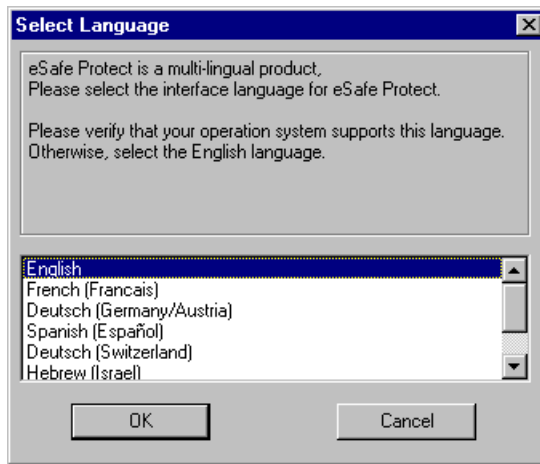 Select Language
eSafe Protect is a multi-lingual product,
Please select the interface language for eSafe Protect.
Please verify that your operation system supports this language.
Otherwise, select the English language.
English
French (Francais)
Deutsch (Germany/Austria)
Spanish (Español)
Deutsch (Switzerland)
Hebrew (Israel)
OK
Cancel